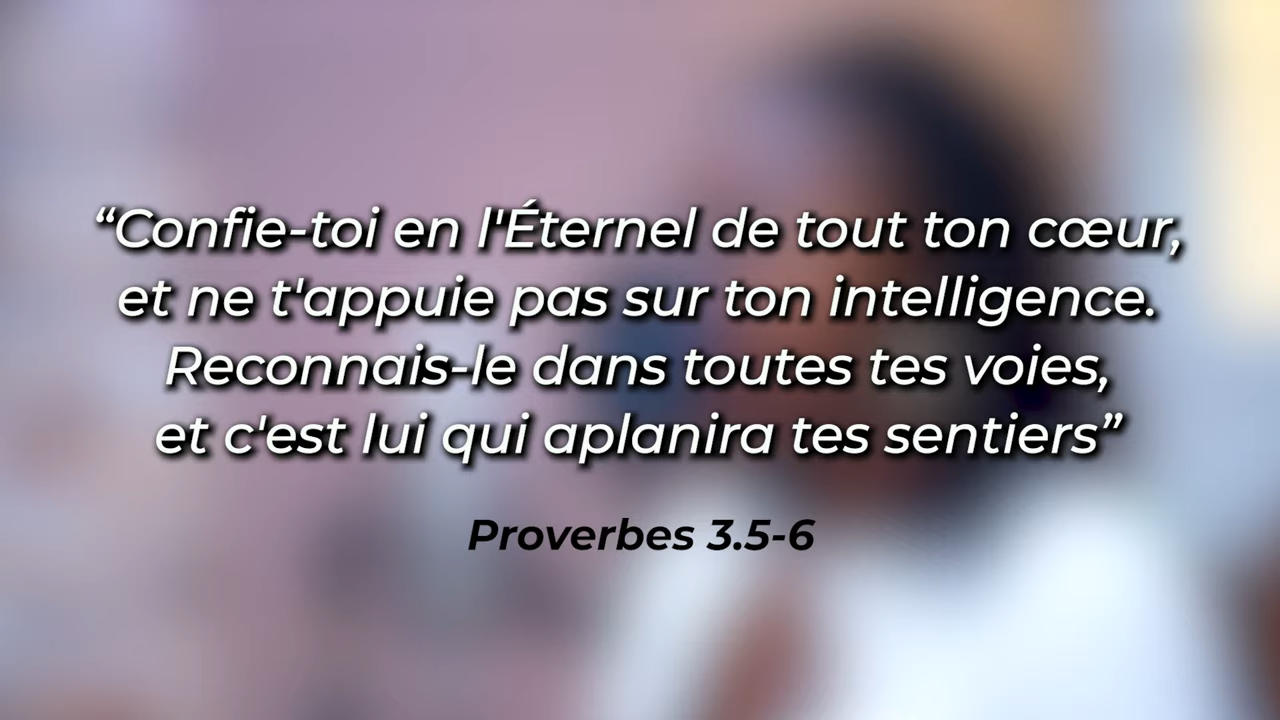 “Confie-toi en l'Éternel de tout ton cœur,
et ne t'appuie pas sur ton intelligence.
Reconnais-le dans toutes tes voies,
et c'est lui qui aplanira tes sentiers”
Proverbes 3.5-6